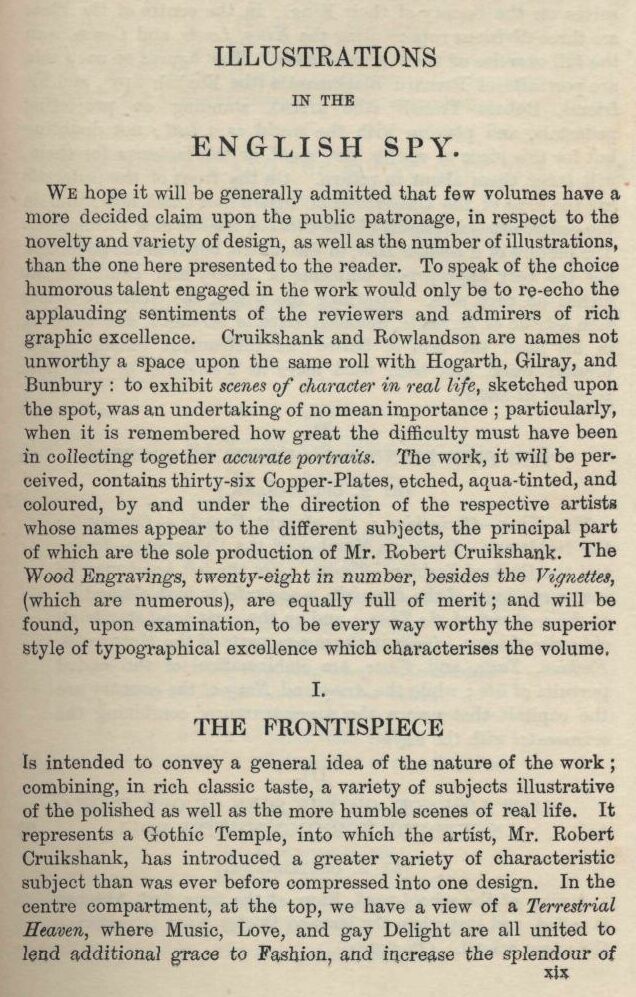 ILLUSTRATIONS
IN THE
ENGLISH SPY.
WE hope it will be generally admitted that few volumes have a
more decided claim upon the public patronage, in respect to the
novelty and variety of design, as well as the number of illustrations,
than the one here presented to the reader. To speak of the choice
humorous talent engaged in the work would only be to re-echo the
applauding sentiments of the reviewers and admirers of rich
graphic excellence. Cruikshank and Rowlandson are names not
unworthy a space upon the same roll with Hogarth, Gilray, and
Bunbury : to exhibit scenes of character in real life, sketched upon
the spot, was an undertaking of no mean importance ; particularly,
when it is remembered how great the difficulty must have been
in collecting together accurate portraits. The work, it will be per-
ceived, contains thirty-six Copper-Plates, etched, aqua-tinted, and
coloured, by and under the direction of the respective artists
whose names appear to the different subjects, the principal part
of which are the sole production of Mr. Robert Cruikshank. The
Wood Engravings, twenty-eight in number, besides the Vignettes,
(which are numerous), are equally full of merit ; and will be
found, upon examination, to be every way worthy the superior
style of typographical excellence which characterises the volume.
I.
THE FRONTISPIECE
Is intended to convey a general idea of the nature of the work ;
combining, in rich classic taste, a variety of subjects illustrative
of the polished as well as the more humble scenes of real life. It
represents a Gothic Temple, into which the artist, Mr. Robert
Cruikshank, has introduced a greater variety of characteristic
subject than was ever before compressed into one design. In the
centre compartment, at the top, we have a view of a Terrestrial
Heaven, where Music, Love, and gay Delight are all united to
lend additional grace to Fashion, and increase the splendour of
xix